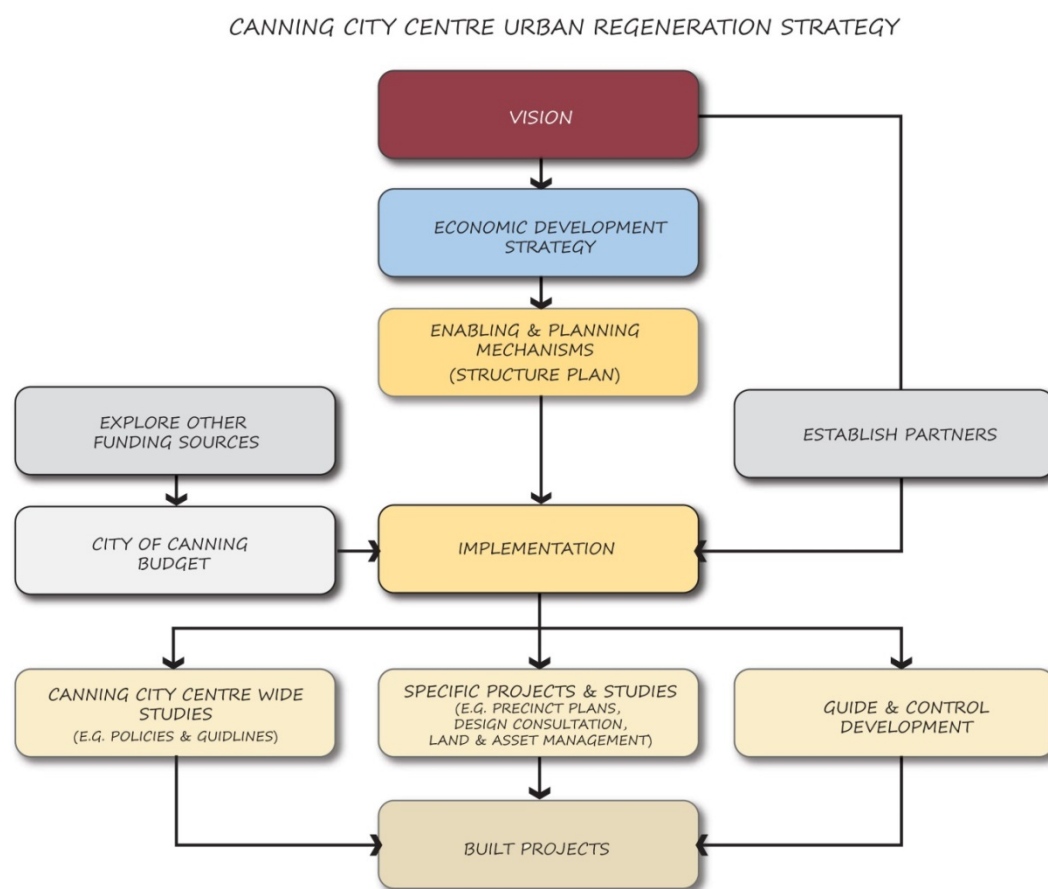 CANNING CITY CENTRE URBAN REGENERATION STRATEGY
VISION
ECONOMIC DEVELOPMENT
STRATEGY
ENABLING & PLANNING
MECHANISMS
(STRUCTURE PLAN)
EXPLORE OTHER
FUNDING SOURCES
ESTABLISH PARTNERS
CITY OF CANNING
BUDGET
IMPLEMENTATION
CANNING CITY CENTRE WIDE
STUDIES
(E.G. POLICIES & GUIDLINES)
SPECIFIC PROJECTS & STUDIES
(E.G. PRECINCT PLANS,
DESIGN CONSULTATION,
LAND & ASSET MANAGEMENT)
GUIDE & CONTROL
DEVELOPMENT
BUILT PROJECTS